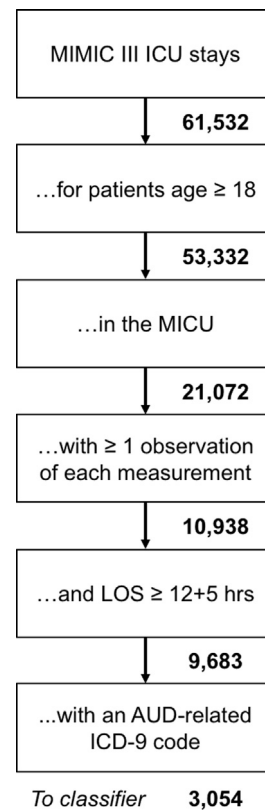 MIMIC III ICU stays
61,532
…for patients age ≥ 18
53,332
…in the MICU
21,072
…with ≥ 1 observation
of each measurement
10,938
…and LOS ≥ 12+5 hrs
9,683
...with an AUD-related
ICD-9 code
To classifier 3,054